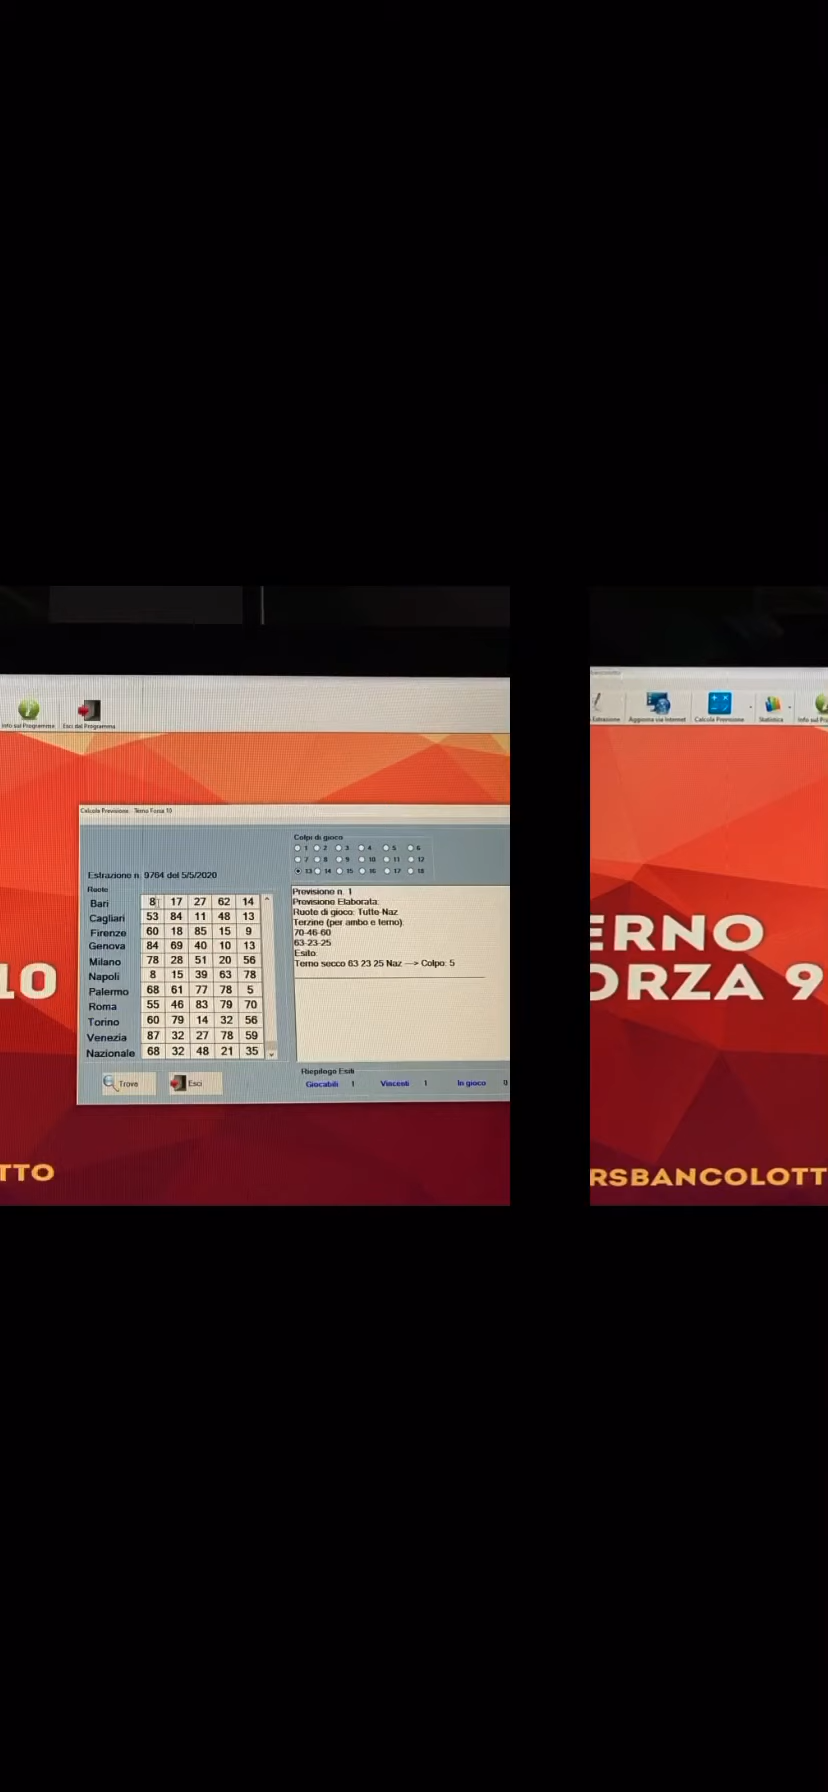 Info sul Programma
Esci dal Programma
Calcola Previsione - Terno Forza 10
Colpi di gioco
1 2 3 4 5 6
7 8 9 10 11 12
13 14 15 16 17 18
Estrazione n. 9764 del 5/5/2020
Ruote
Bari 8 17 27 62 14
Cagliari 53 84 11 48 13
Firenze 60 18 85 15 9
Genova 84 69 40 10 13
Milano 78 28 51 20 56
Napoli 8 15 39 63 78
Palermo 68 61 77 78 5
Roma 55 46 83 79 70
Torino 60 79 14 32 56
Venezia 87 32 27 78 59
Nazionale 68 32 48 21 35
Previsione n. 1
Previsione Elaborata:
Ruote di gioco: Tutte Naz
Terzine (per ambo e terno):
70-46-60
63-23-25
Esito:
Terno secco 63 23 25 Naz ---> Colpo: 5
Trova
Esci
Riepilogo Esiti
Giocabili 1 Vincenti 1 In gioco 0
10
TTO
Estrazione
Aggiorna via Internet
Calcola Previsione
Statistica
Info sul Pro
ERNO
ORZA 9
RSBANCOLOTT